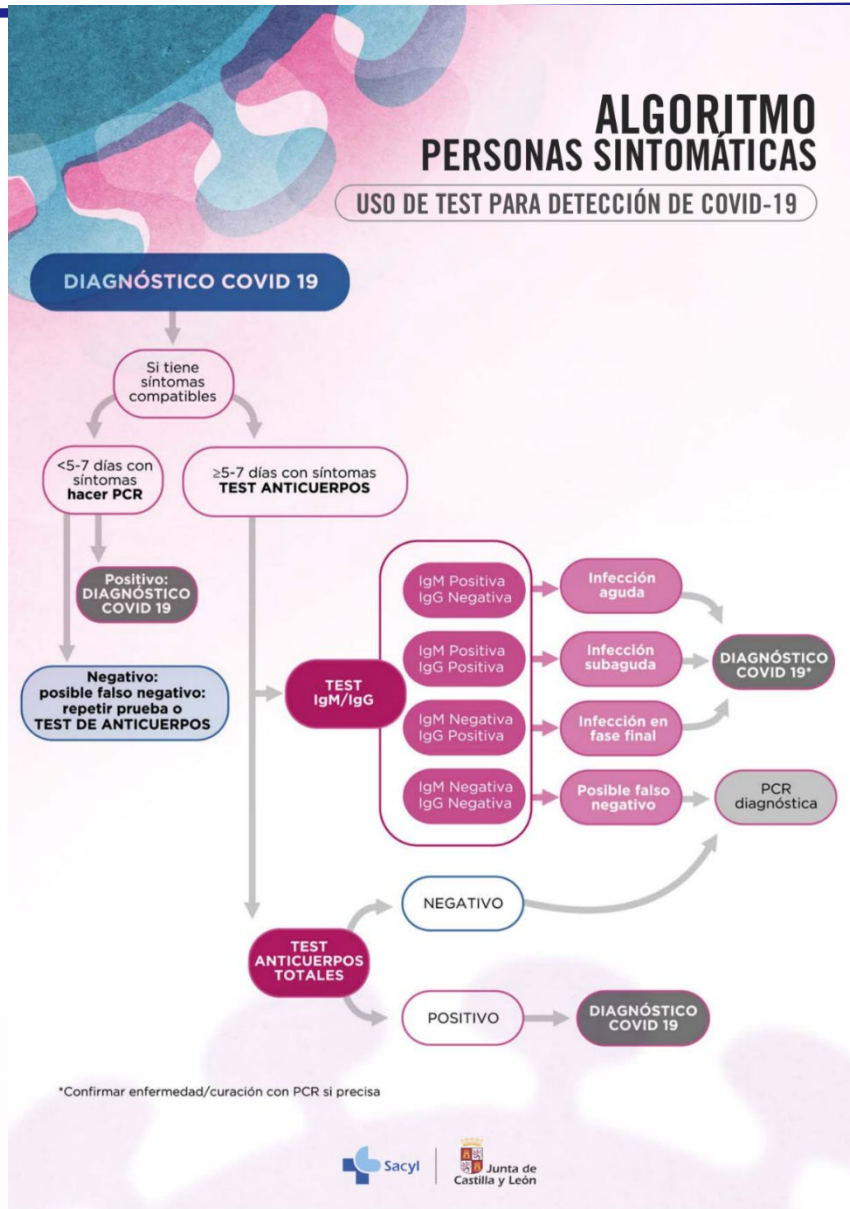 ALGORITMO
PERSONAS SINTOMÁTICAS
USO DE TEST PARA DETECCIÓN DE COVID-19
DIAGNÓSTICO COVID 19
Si tiene
síntomas
compatibles
<5-7 días con
síntomas
hacer PCR
≥5-7 días con síntomas
TEST ANTICUERPOS
Positivo:
DIAGNÓSTICO
COVID 19
Negativo:
posible falso negativo:
repetir prueba o
TEST DE ANTICUERPOS
TEST
IgM/IgG
IgM Positiva
IgG Negativa
Infección
aguda
IgM Positiva
IgG Positiva
Infección
subaguda
IgM Negativa
IgG Positiva
Infección en
fase final
DIAGNÓSTICO
COVID 19*
IgM Negativa
IgG Negativa
Posible falso
negativo
PCR
diagnóstica
TEST
ANTICUERPOS
TOTALES
NEGATIVO
POSITIVO
DIAGNÓSTICO
COVID 19
*Confirmar enfermedad/curación con PCR si precisa
Sacyl
Junta de
Castilla y León